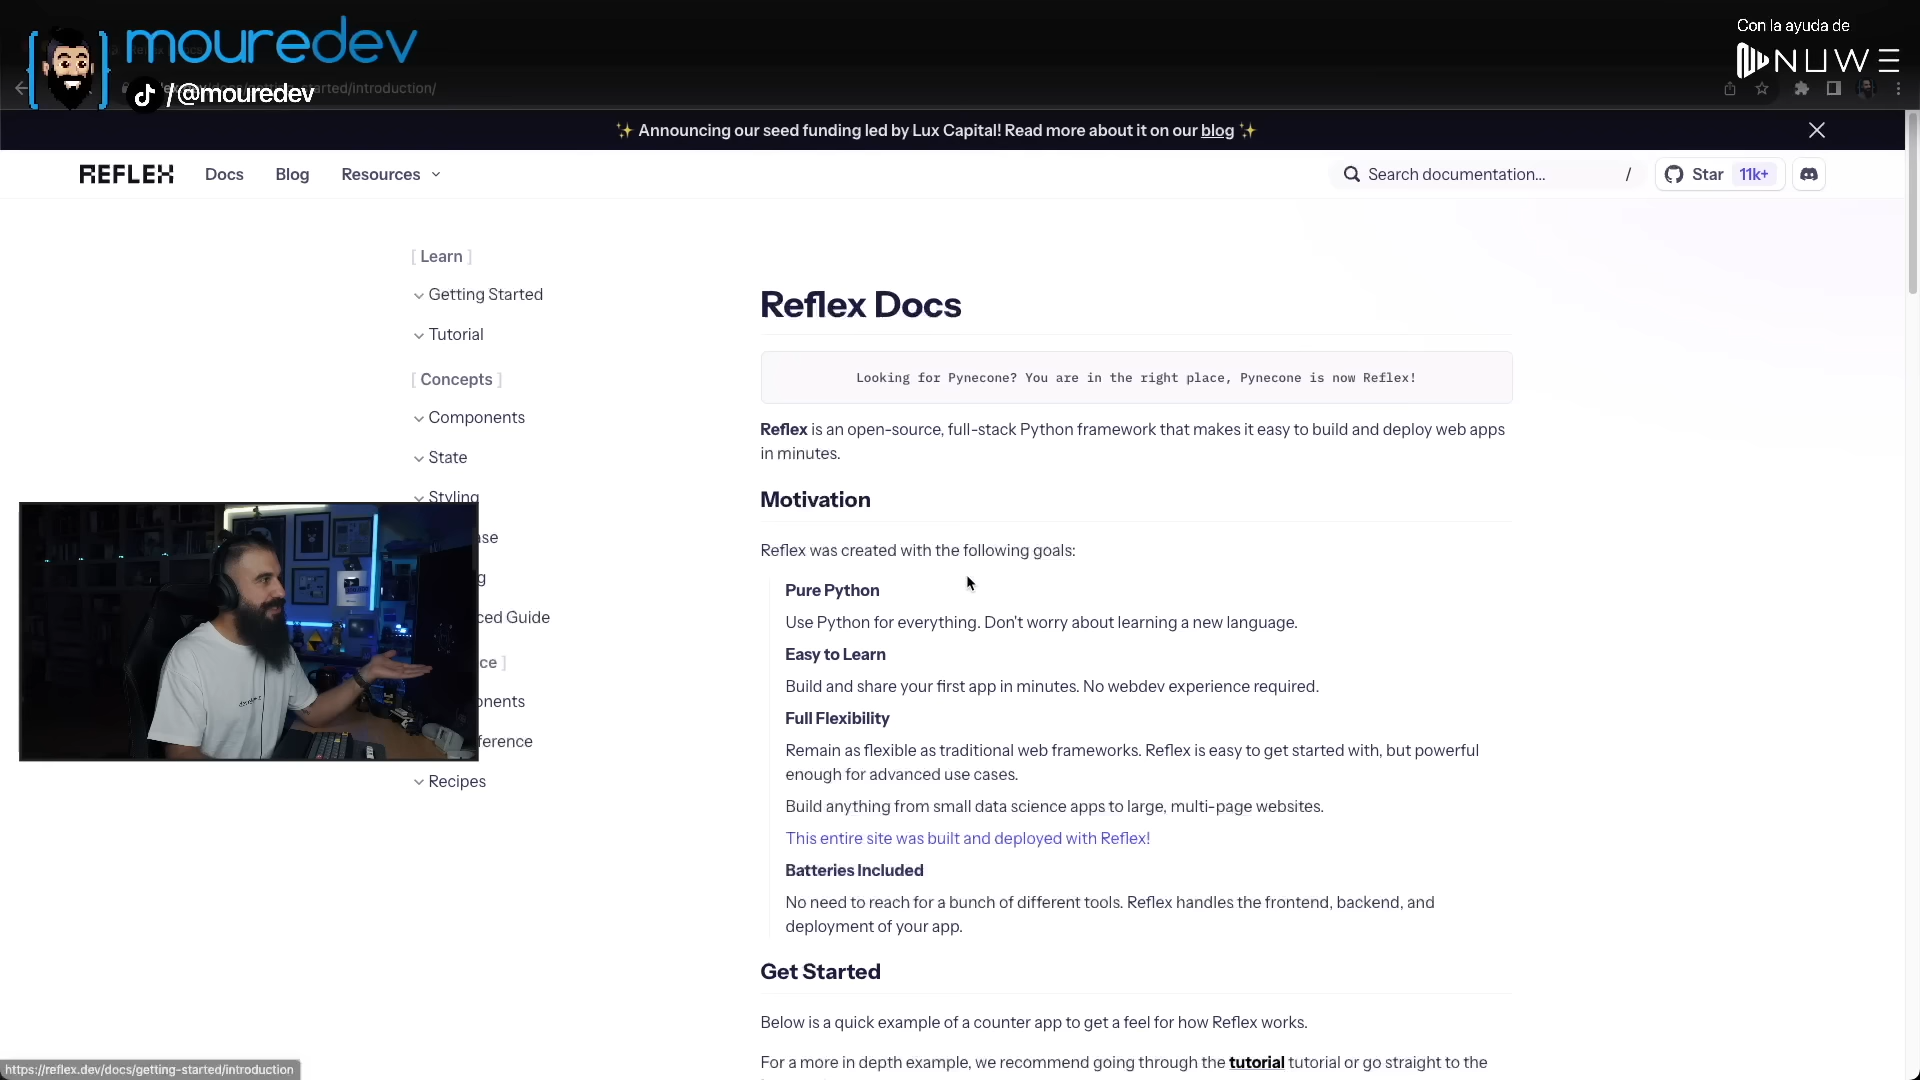 mouredev
/@mouredev
arted/introduction/
Con la ayuda de
NUWE
✨ Announcing our seed funding led by Lux Capital! Read more about it on our blog ✨
REFLEX
Docs
Blog
Resources
Search documentation...
/
Star
11k+
[ Learn ]
Getting Started
Tutorial
[ Concepts ]
Components
State
Styling
ase
g
ced Guide
ce ]
onents
ference
Recipes
Reflex Docs
Looking for Pynecone? You are in the right place, Pynecone is now Reflex!
Reflex is an open-source, full-stack Python framework that makes it easy to build and deploy web apps
in minutes.
Motivation
Reflex was created with the following goals:
Pure Python
Use Python for everything. Don't worry about learning a new language.
Easy to Learn
Build and share your first app in minutes. No webdev experience required.
Full Flexibility
Remain as flexible as traditional web frameworks. Reflex is easy to get started with, but powerful
enough for advanced use cases.
Build anything from small data science apps to large, multi-page websites.
This entire site was built and deployed with Reflex!
Batteries Included
No need to reach for a bunch of different tools. Reflex handles the frontend, backend, and
deployment of your app.
Get Started
Below is a quick example of a counter app to get a feel for how Reflex works.
For a more in depth example, we recommend going through the tutorial tutorial or go straight to the
https://reflex.dev/docs/getting-started/introduction